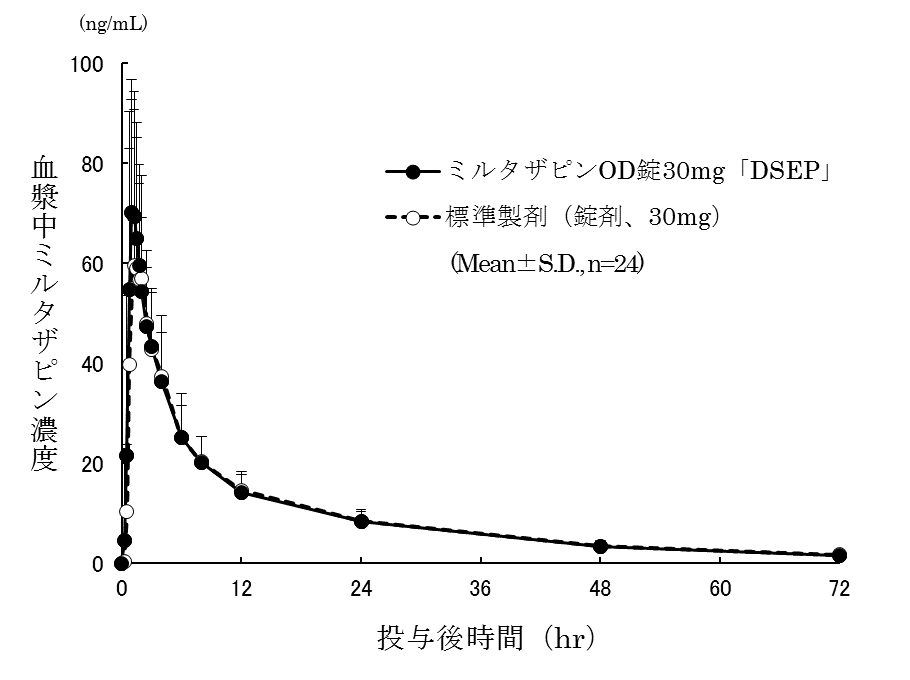 (ng/mL)
100
80
60
40
20
0
血漿中ミルタザピン濃度
ミルタザピンOD錠30mg「DSEP」
標準製剤（錠剤、30mg）
(Mean±S.D., n=24)
0 12 24 36 48 60 72
投与後時間（hr）